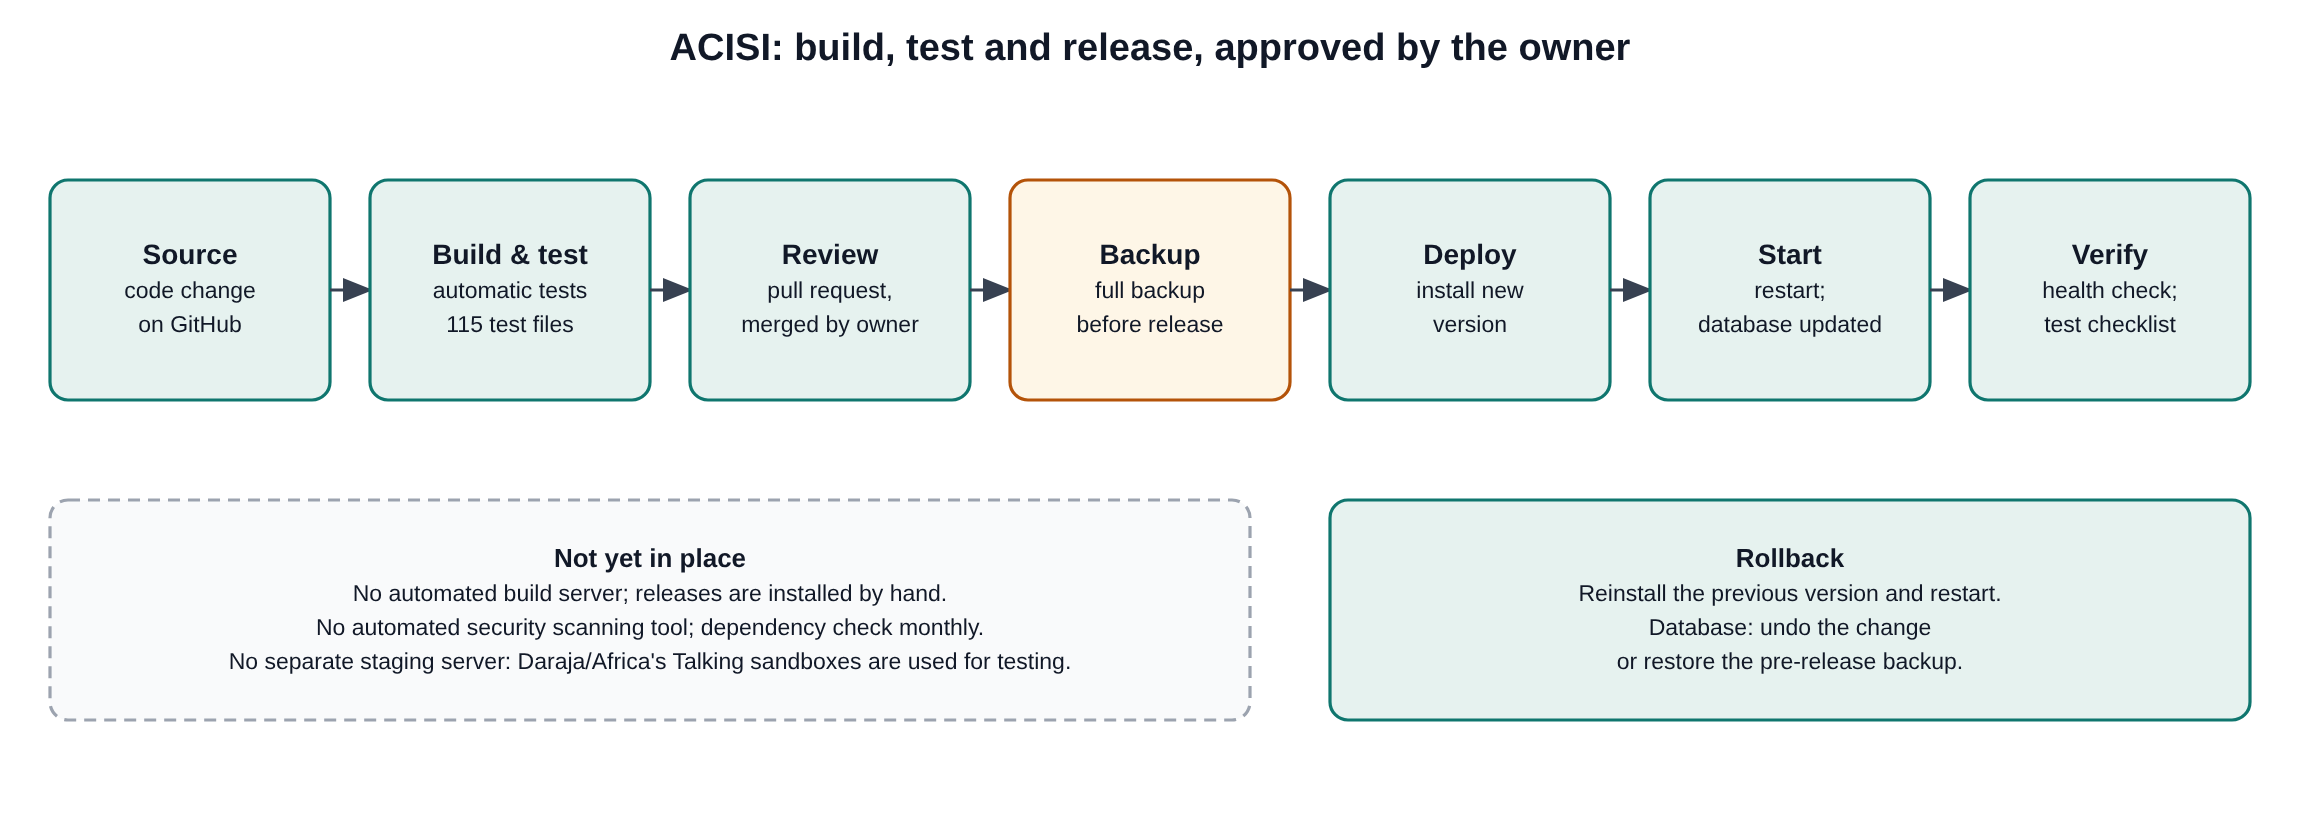 ACISI: build, test and release, approved by the owner
Source
code change
on GitHub
Build & test
automatic tests
115 test files
Review
pull request,
merged by owner
Backup
full backup
before release
Deploy
install new
version
Start
restart;
database updated
Verify
health check;
test checklist
Not yet in place
No automated build server; releases are installed by hand.
No automated security scanning tool; dependency check monthly.
No separate staging server: Daraja/Africa's Talking sandboxes are used for testing.
Rollback
Reinstall the previous version and restart.
Database: undo the change
or restore the pre-release backup.